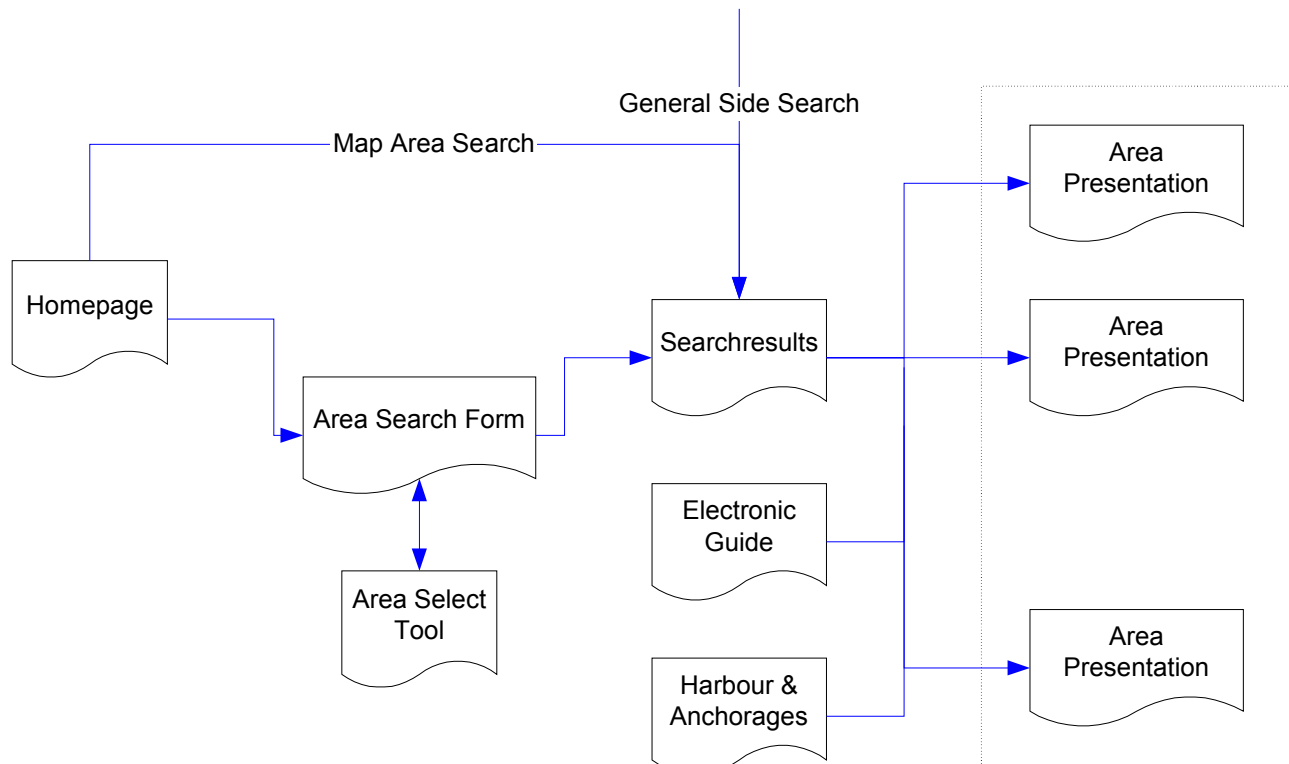 General Side Search
Map Area Search
Area
Presentation
Homepage
Searchresults
Area
Presentation
Area Search Form
Electronic
Guide
Area Select
Tool
Area
Presentation
Harbour &
Anchorages